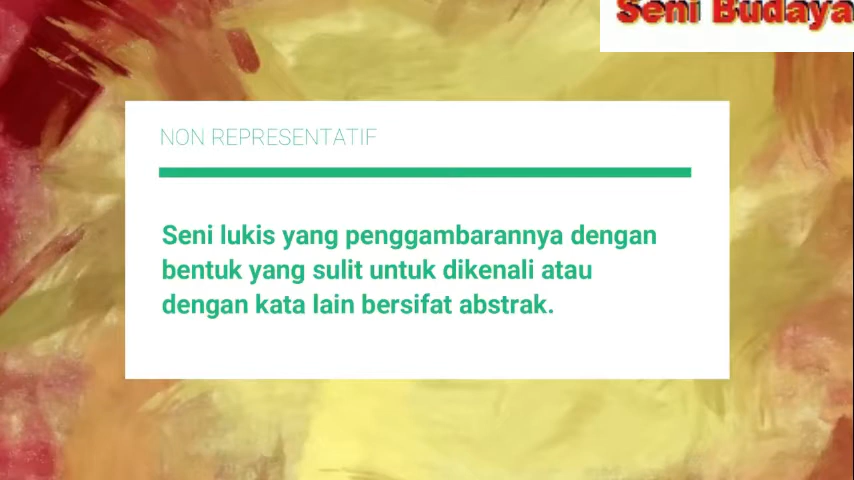 Seni Budaya
NON REPRESENTATIF
Seni lukis yang penggambarannya dengan
bentuk yang sulit untuk dikenali atau
dengan kata lain bersifat abstrak.